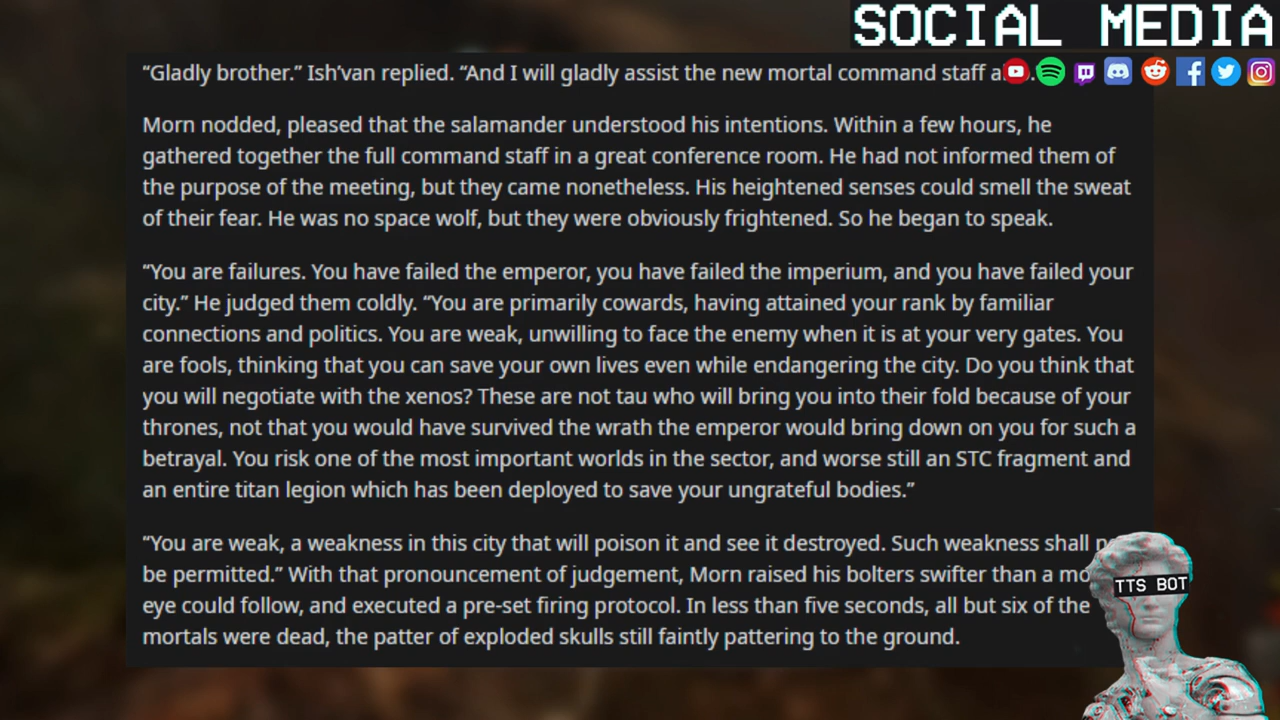 SOCIAL MEDIA
“Gladly brother.” Ish’van replied. “And I will gladly assist the new mortal command staff
Morn nodded, pleased that the salamander understood his intentions. Within a few hours, he
gathered together the full command staff in a great conference room. He had not informed them of
the purpose of the meeting, but they came nonetheless. His heightened senses could smell the sweat
of their fear. He was no space wolf, but they were obviously frightened. So he began to speak.
“You are failures. You have failed the emperor, you have failed the imperium, and you have failed your
city.” He judged them coldly. “You are primarily cowards, having attained your rank by familiar
connections and politics. You are weak, unwilling to face the enemy when it is at your very gates. You
are fools, thinking that you can save your own lives even while endangering the city. Do you think that
you will negotiate with the xenos? These are not tau who will bring you into their fold because of your
thrones, not that you would have survived the wrath the emperor would bring down on you for such a
betrayal. You risk one of the most important worlds in the sector, and worse still an STC fragment and
an entire titan legion which has been deployed to save your ungrateful bodies.”
“You are weak, a weakness in this city that will poison it and see it destroyed. Such weakness shall
be permitted.” With that pronouncement of judgement, Morn raised his bolters swifter than a
eye could follow, and executed a pre-set firing protocol. In less than five seconds, all but six of the
mortals were dead, the patter of exploded skulls still faintly pattering to the ground.
TTS BOT